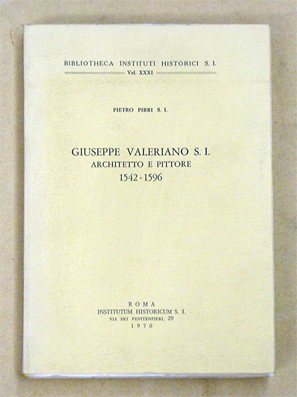 BIBLIOTHECA INSTITUTI HISTORICI S. I.
Vol. XXXI
PIETRO PIRRI S. I.
GIUSEPPE VALERIANO S. I.
ARCHITETTO E PITTORE
1542 - 1596
ROMA
INSTITUTUM HISTORICUM S. I.
VIA DEI PENITENZIERI, 20
1970